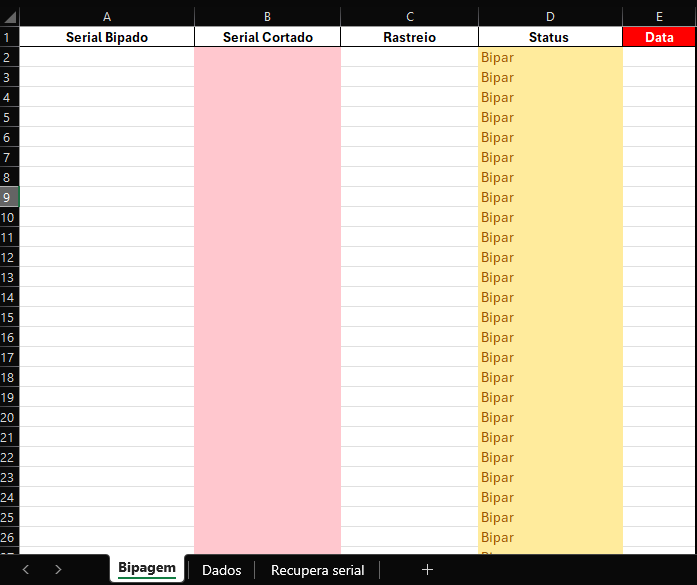 A B C D E
1 Serial Bipado Serial Cortado Rastreio Status Data
2 Bipar
3 Bipar
4 Bipar
5 Bipar
6 Bipar
7 Bipar
8 Bipar
9 Bipar
10 Bipar
11 Bipar
12 Bipar
13 Bipar
14 Bipar
15 Bipar
16 Bipar
17 Bipar
18 Bipar
19 Bipar
20 Bipar
21 Bipar
22 Bipar
23 Bipar
24 Bipar
25 Bipar
26 Bipar
Bipagem Dados Recupera serial